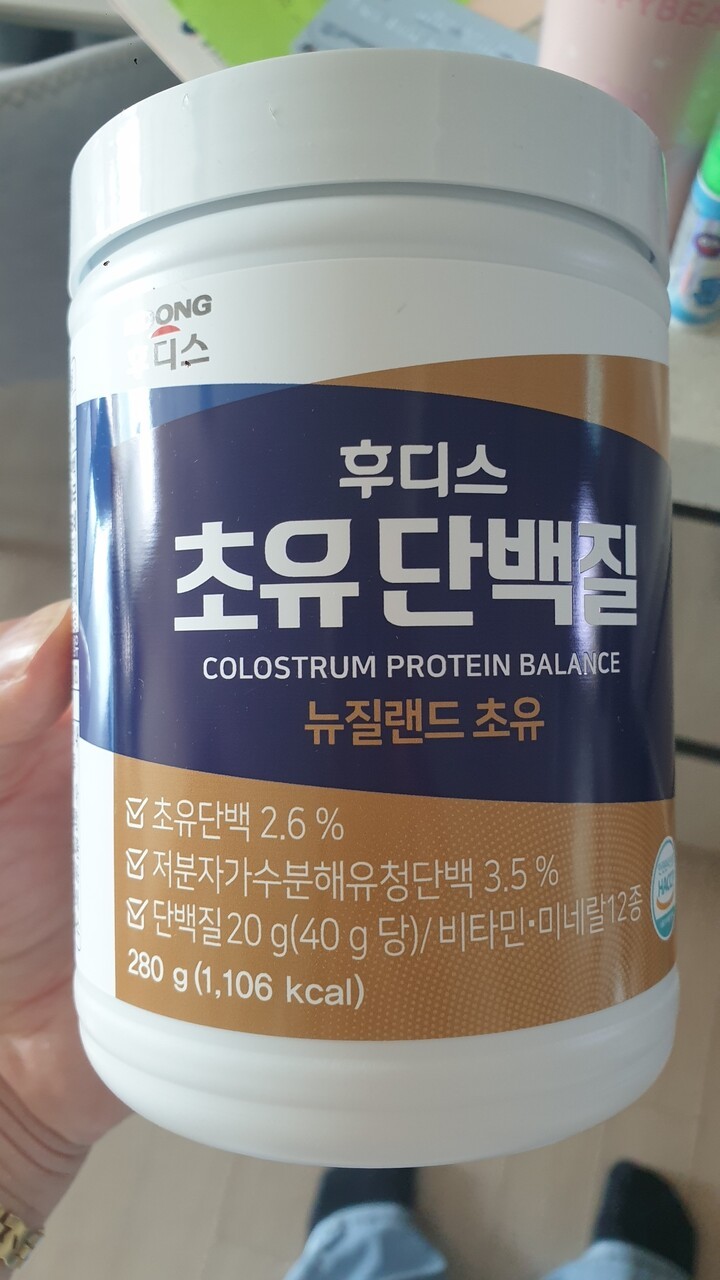 후디스
초유단백질
COLOSTRUM PROTEIN BALANCE
뉴질랜드 초유
초유단백 2.6 %
저분자가수분해유청단백 3.5 %
단백질 20 g(40 g 당)/비타민·미네랄12종
280 g (1,106 kcal)